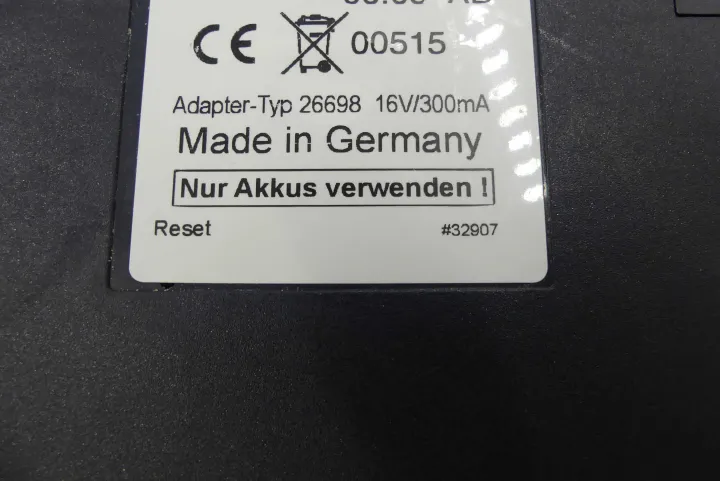 CE 00515
Adapter-Typ 26698 16V/300mA
Made in Germany
Nur Akkus verwenden !
Reset #32907